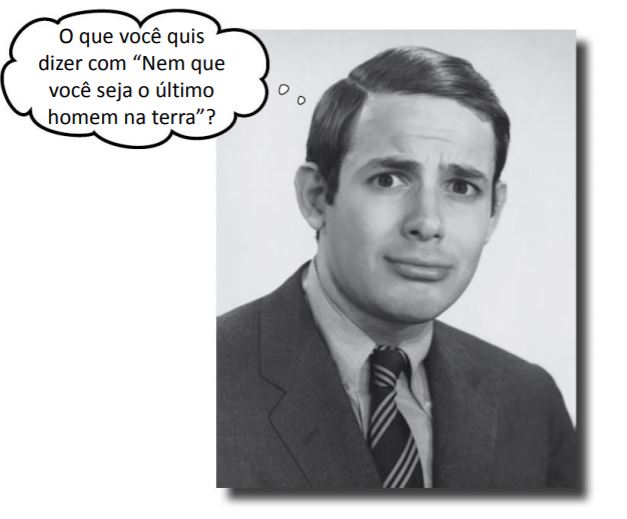 O que você quis
dizer com “Nem que
você seja o último
homem na terra”?